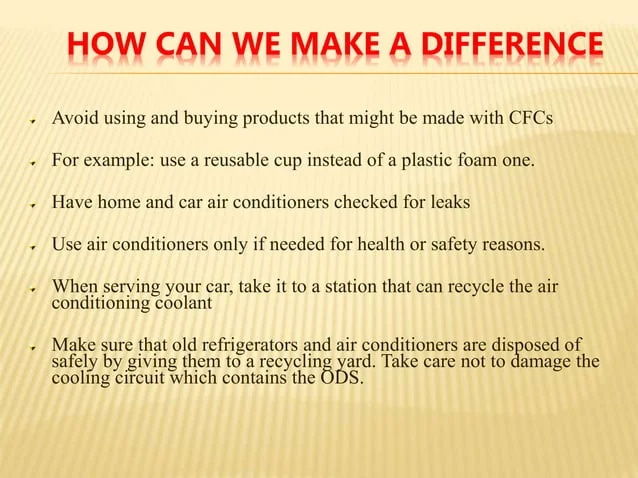 HOW CAN WE MAKE A DIFFERENCE
Avoid using and buying products that might be made with CFCs
For example: use a reusable cup instead of a plastic foam one.
Have home and car air conditioners checked for leaks
Use air conditioners only if needed for health or safety reasons.
When serving your car, take it to a station that can recycle the air
conditioning coolant
Make sure that old refrigerators and air conditioners are disposed of
safely by giving them to a recycling yard. Take care not to damage the
cooling circuit which contains the ODS.